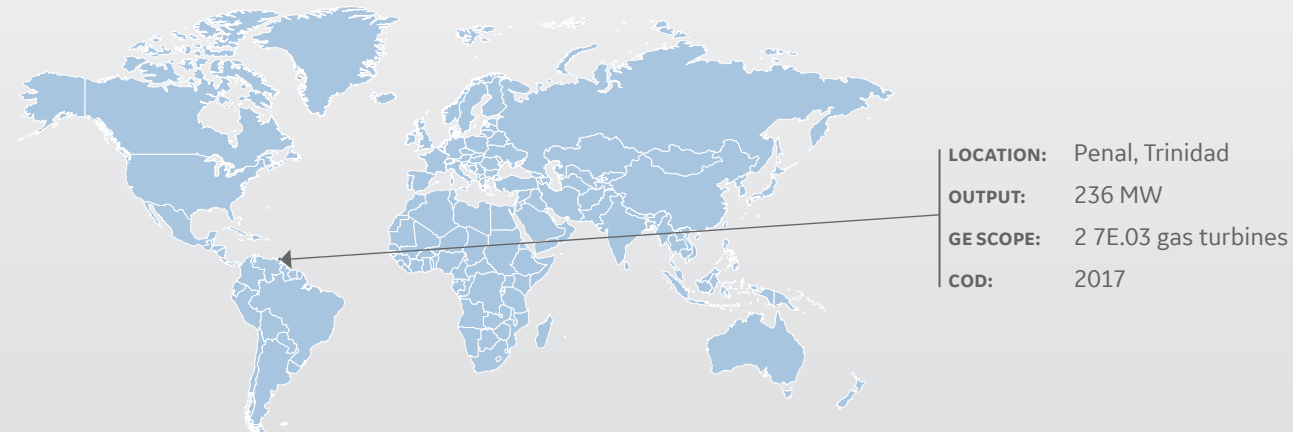 LOCATION: Penal, Trinidad
OUTPUT: 236 MW
GE SCOPE: 2 7E.03 gas turbines
COD: 2017